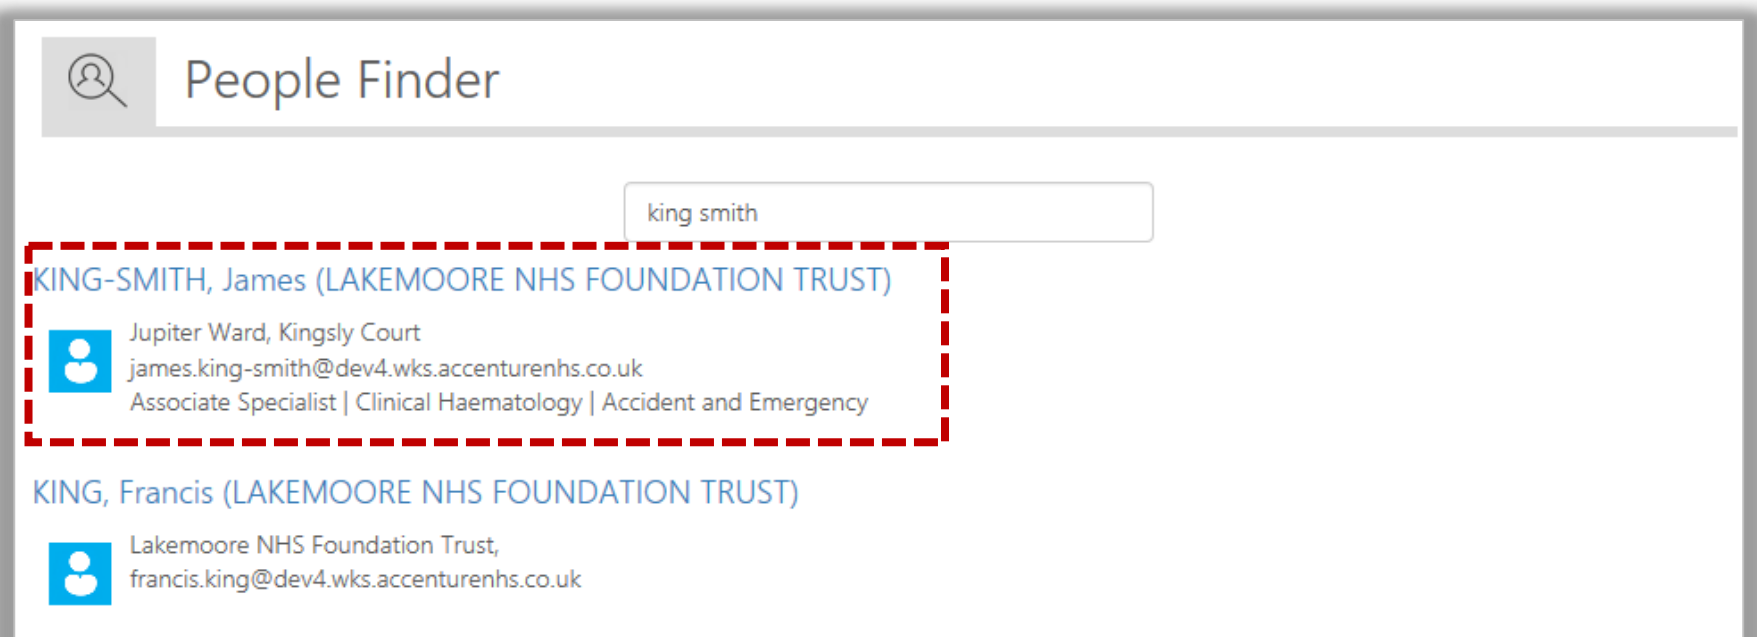 People Finder
king smith
KING-SMITH, James (LAKEMOORE NHS FOUNDATION TRUST)
Jupiter Ward, Kingsly Court
james.king-smith@dev4.wks.accenturenhs.co.uk
Associate Specialist | Clinical Haematology | Accident and Emergency
KING, Francis (LAKEMOORE NHS FOUNDATION TRUST)
Lakemoore NHS Foundation Trust,
francis.king@dev4.wks.accenturenhs.co.uk